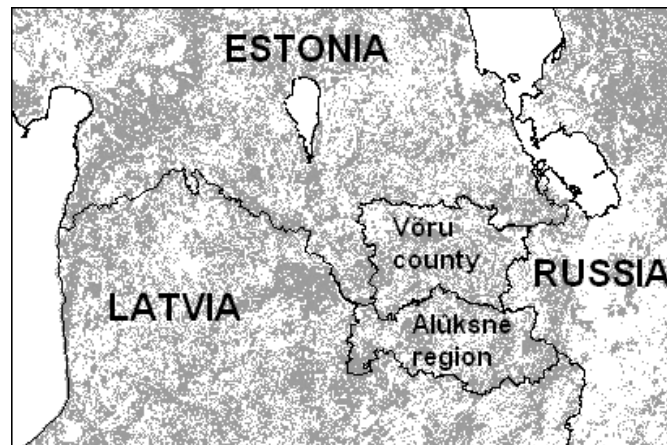 ESTONIA
Võru
county
RUSSIA
LATVIA
Alūksne
region